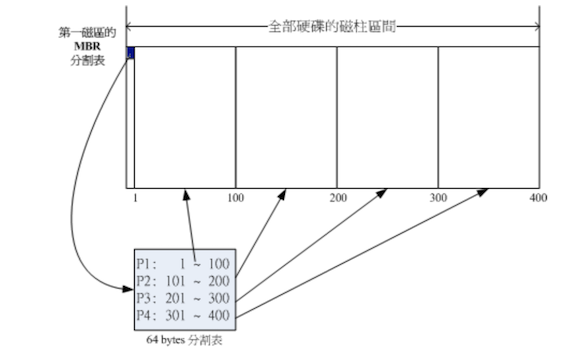 全部硬碟的磁柱區間
第一磁區的
MBR
分割表
1 100 200 300 400
P1: 1 ~ 100
P2: 101 ~ 200
P3: 201 ~ 300
P4: 301 ~ 400
64 bytes 分割表